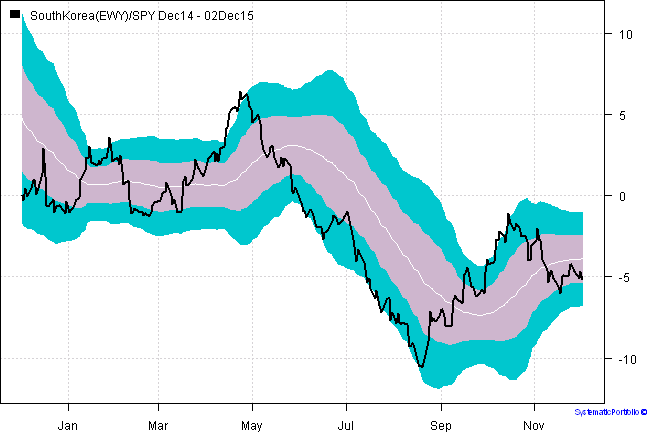 SouthKorea(EWY)/SPY Dec14 - 02Dec15
10
5
0
-5
-10
Jan Mar May Jul Sep Nov
SystematicPortfolio ©